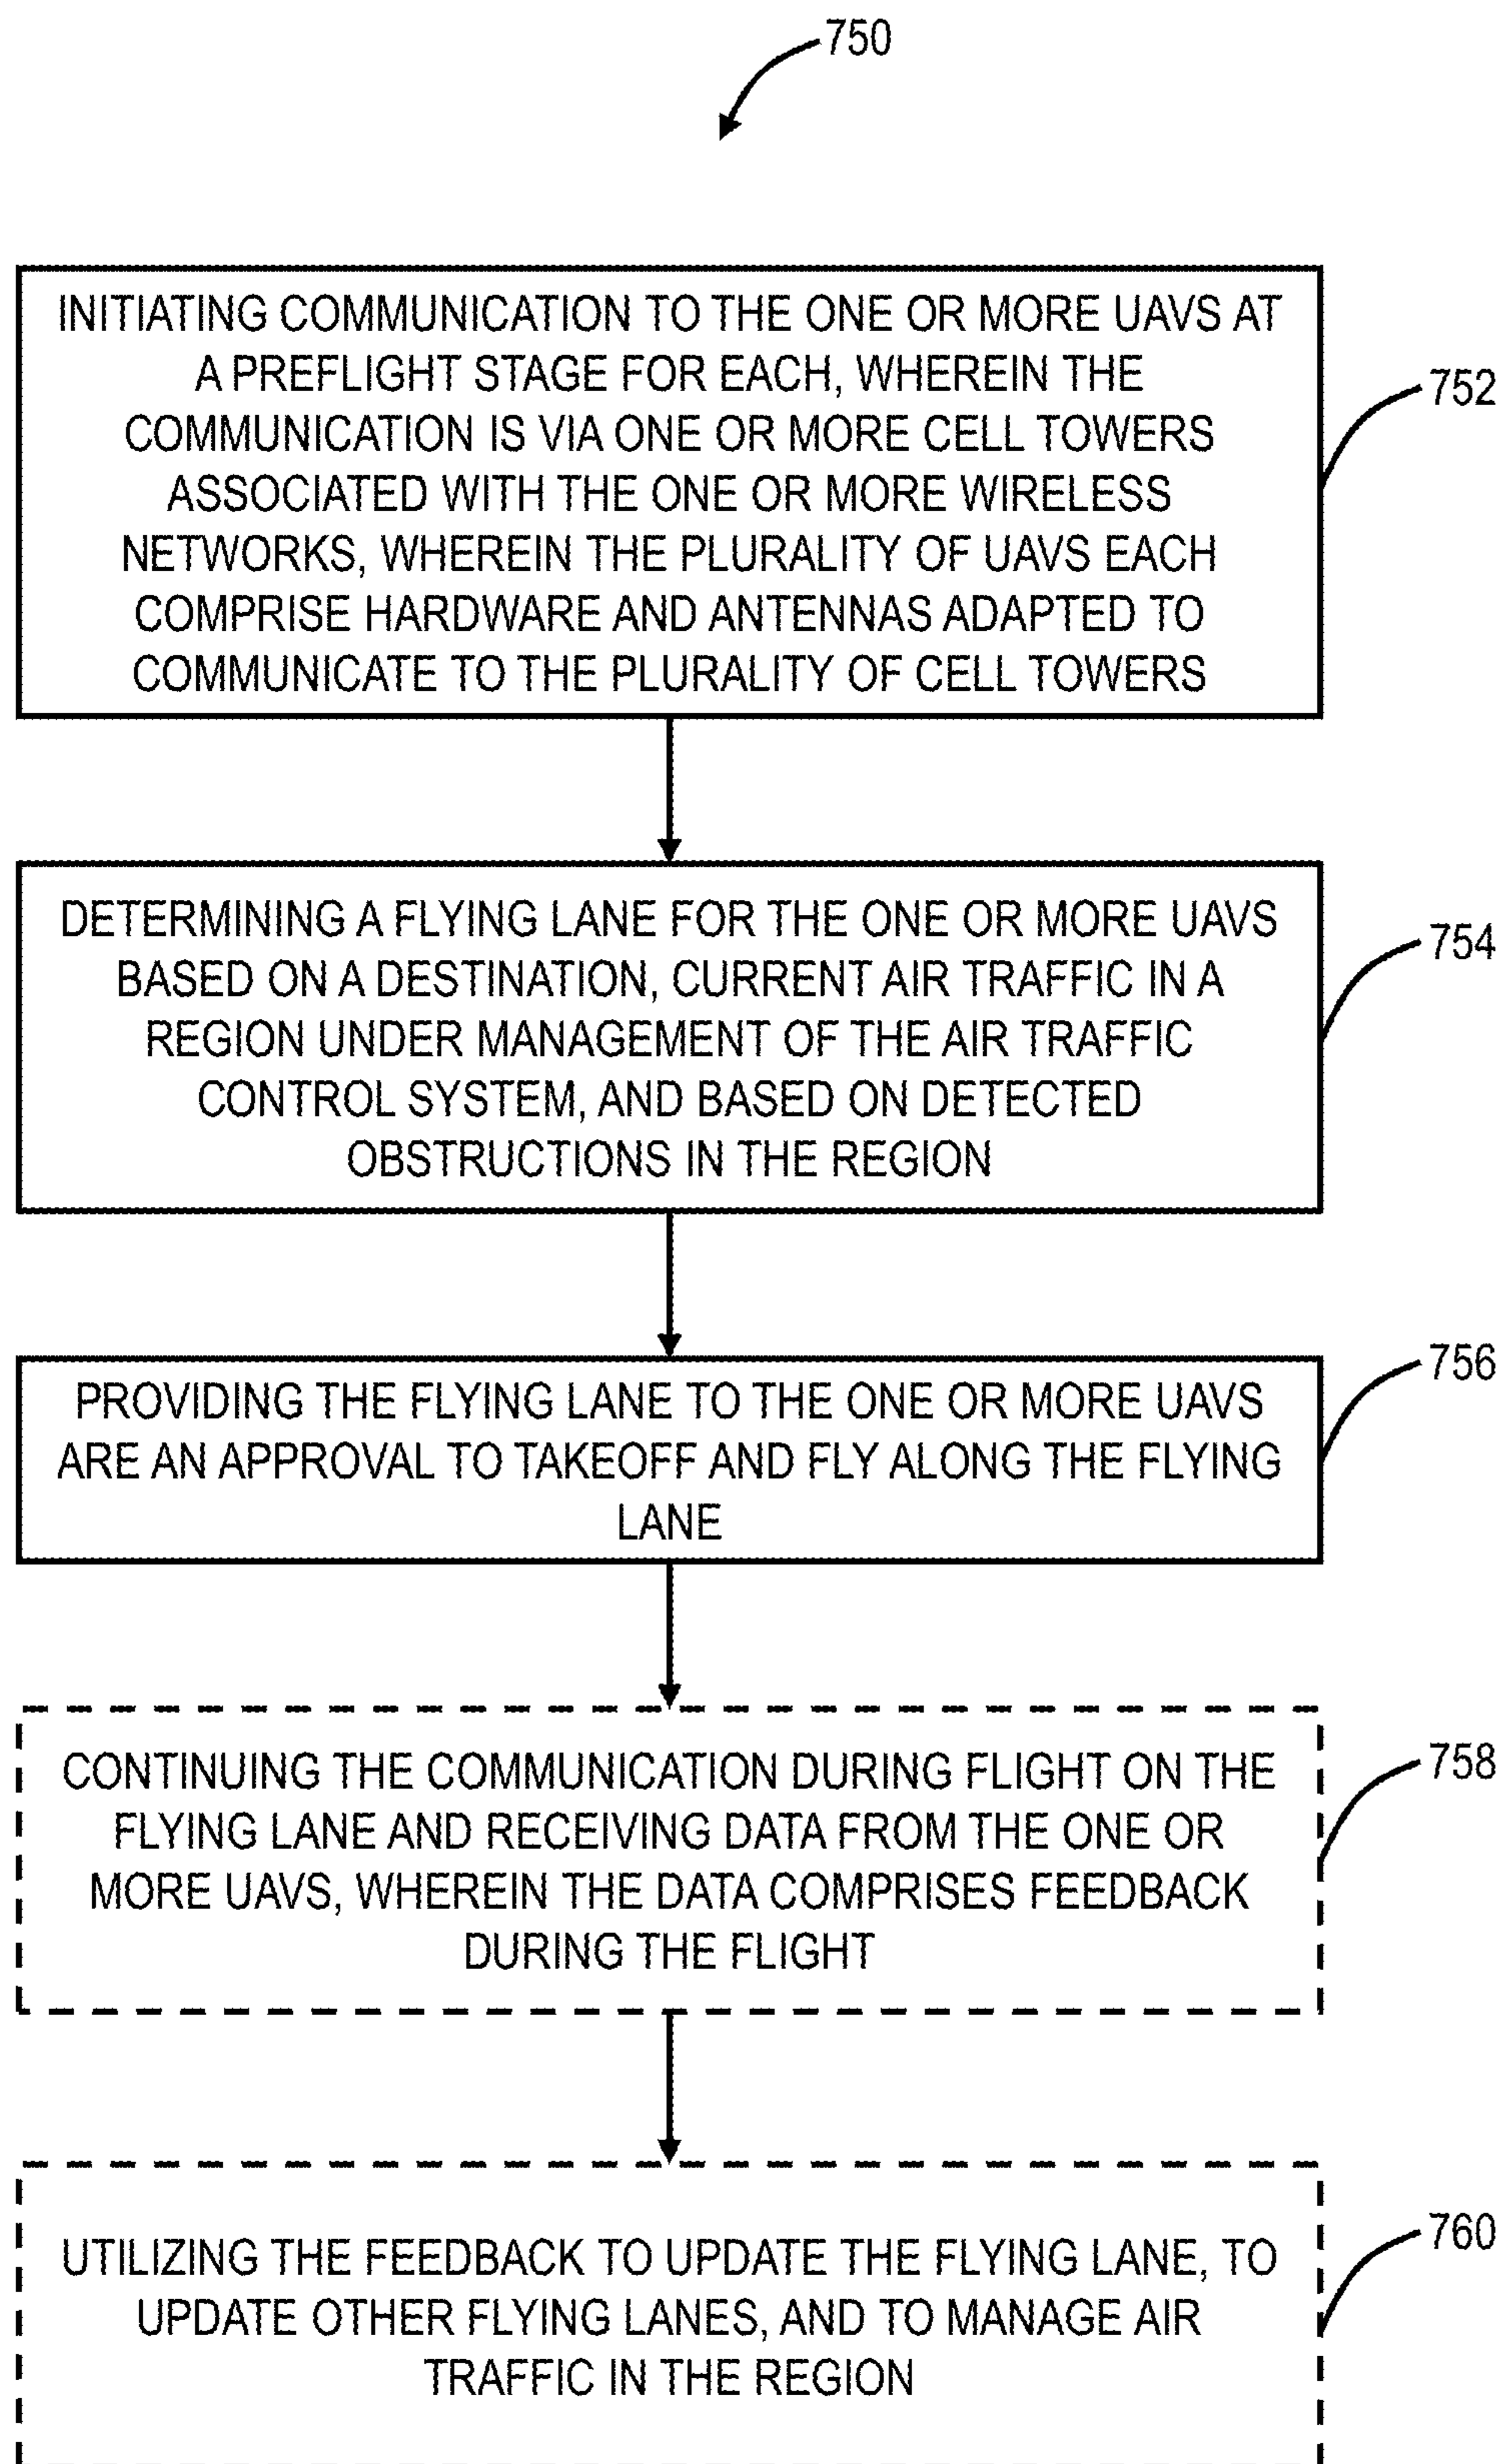 750
INITIATING COMMUNICATION TO THE ONE OR MORE UAVS AT
A PREFLIGHT STAGE FOR EACH, WHEREIN THE
COMMUNICATION IS VIA ONE OR MORE CELL TOWERS
ASSOCIATED WITH THE ONE OR MORE WIRELESS
NETWORKS, WHEREIN THE PLURALITY OF UAVS EACH
COMPRISE HARDWARE AND ANTENNAS ADAPTED TO
COMMUNICATE TO THE PLURALITY OF CELL TOWERS
752
DETERMINING A FLYING LANE FOR THE ONE OR MORE UAVS
BASED ON A DESTINATION, CURRENT AIR TRAFFIC IN A
REGION UNDER MANAGEMENT OF THE AIR TRAFFIC
CONTROL SYSTEM, AND BASED ON DETECTED
OBSTRUCTIONS IN THE REGION
754
PROVIDING THE FLYING LANE TO THE ONE OR MORE UAVS
ARE AN APPROVAL TO TAKEOFF AND FLY ALONG THE FLYING
LANE
756
CONTINUING THE COMMUNICATION DURING FLIGHT ON THE
FLYING LANE AND RECEIVING DATA FROM THE ONE OR
MORE UAVS, WHEREIN THE DATA COMPRISES FEEDBACK
DURING THE FLIGHT
758
UTILIZING THE FEEDBACK TO UPDATE THE FLYING LANE, TO
UPDATE OTHER FLYING LANES, AND TO MANAGE AIR
TRAFFIC IN THE REGION
760